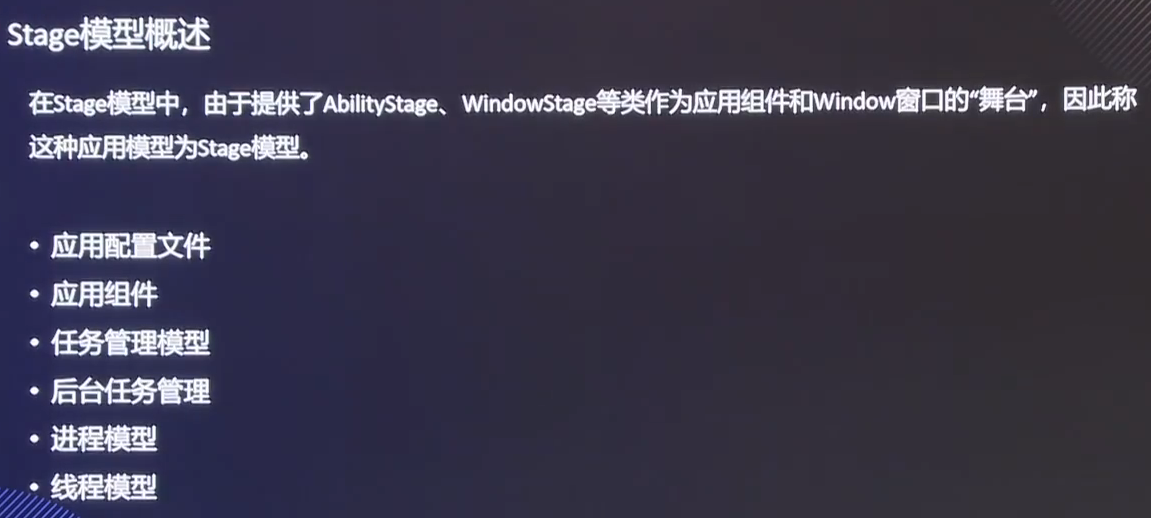 Stage模型概述
在Stage模型中，由于提供了AbilityStage、WindowStage等类作为应用组件和Window窗口的“舞台”，因此称
这种应用模型为Stage模型。
• 应用配置文件
• 应用组件
• 任务管理模型
• 后台任务管理
• 进程模型
• 线程模型